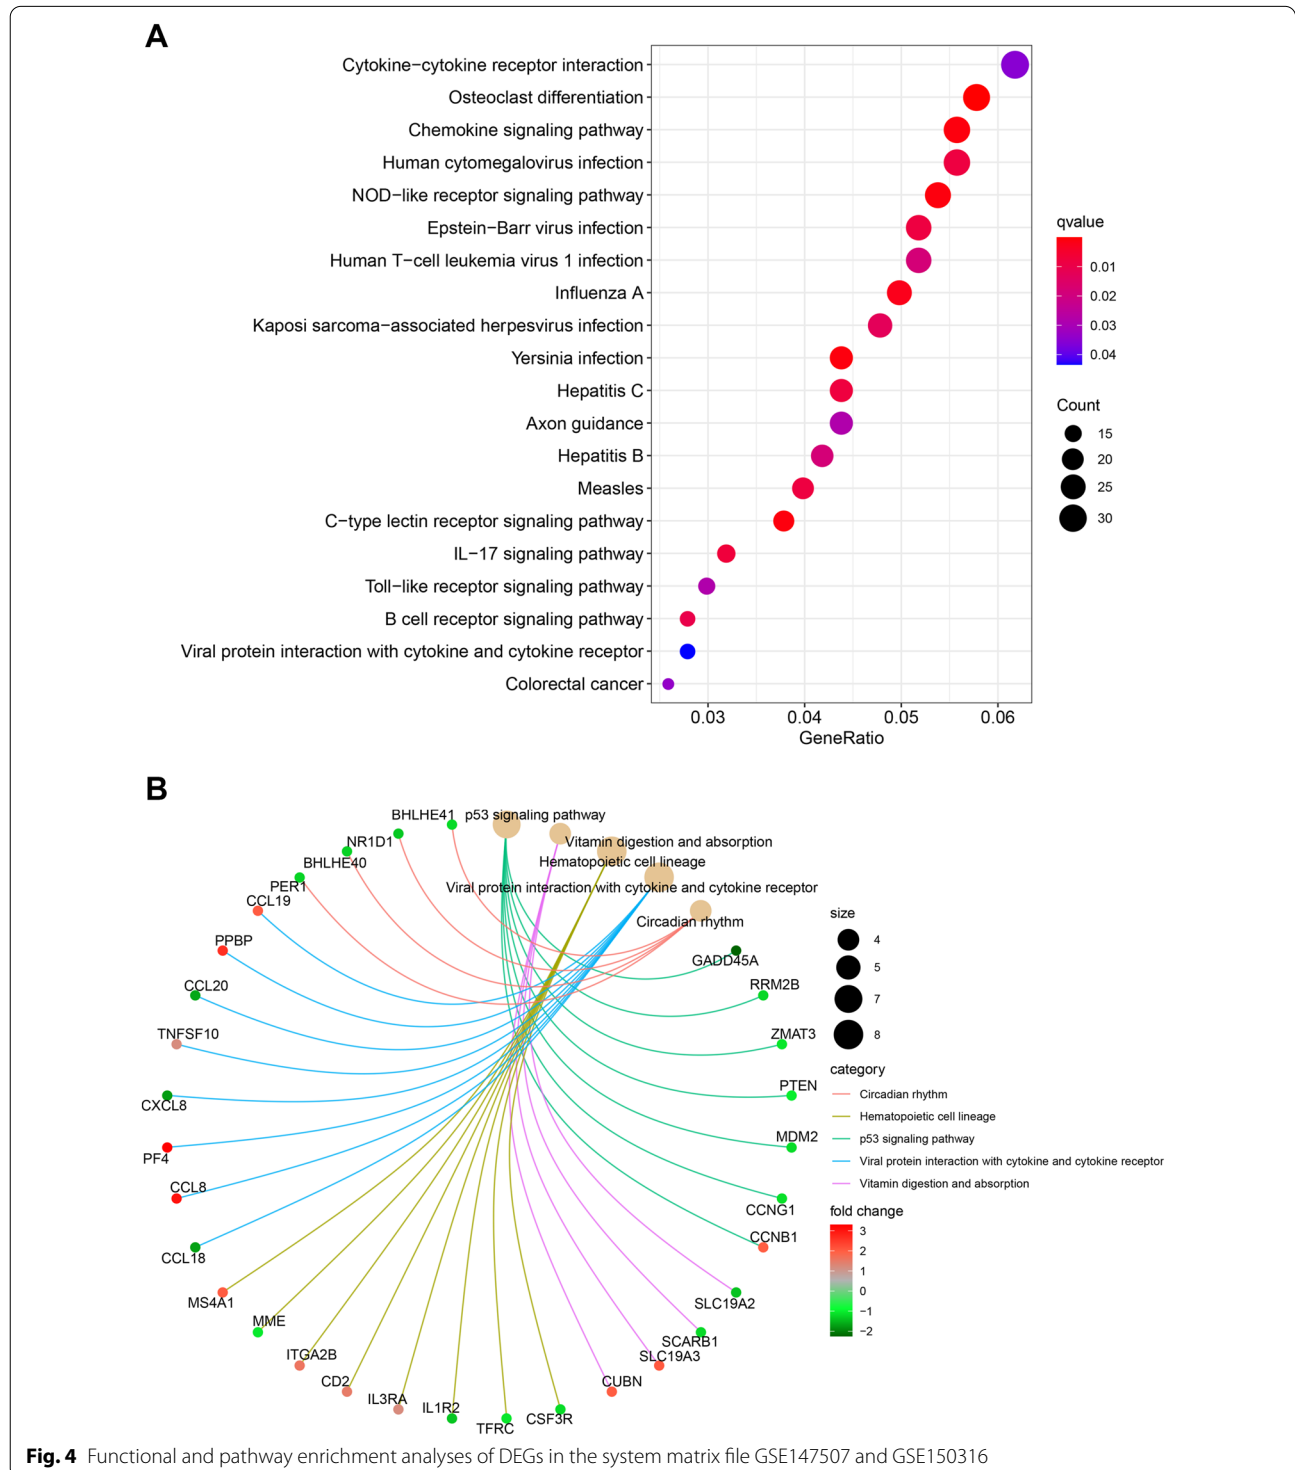 A
Cytokine−cytokine receptor interaction
Osteoclast differentiation
Chemokine signaling pathway
Human cytomegalovirus infection
NOD−like receptor signaling pathway
Epstein−Barr virus infection
Human T−cell leukemia virus 1 infection
Influenza A
Kaposi sarcoma−associated herpesvirus infection
Yersinia infection
Hepatitis C
Axon guidance
Hepatitis B
Measles
C−type lectin receptor signaling pathway
IL−17 signaling pathway
Toll−like receptor signaling pathway
B cell receptor signaling pathway
Viral protein interaction with cytokine and cytokine receptor
Colorectal cancer
0.03 0.04 0.05 0.06
GeneRatio
qvalue
0.01
0.02
0.03
0.04
Count
15
20
25
30
B
BHLHE41
p53 signaling pathway
NR1D1
Vitamin digestion and absorption
BHLHE40
Hematopoietic cell lineage
PER1
Viral protein interaction with cytokine and cytokine receptor
CCL19
Circadian rhythm
PPBP
GADD45A
CCL20
RRM2B
TNFSF10
ZMAT3
CXCL8
PTEN
PF4
MDM2
CCL8
CCNG1
CCL18
CCNB1
MS4A1
SLC19A2
MME
SCARB1
ITGA2B
SLC19A3
CD2
CUBN
IL3RA
IL1R2
TFRC
CSF3R
size
4
5
7
8
category
Circadian rhythm
Hematopoietic cell lineage
p53 signaling pathway
Viral protein interaction with cytokine and cytokine receptor
Vitamin digestion and absorption
fold change
3
2
1
0
−1
−2
Fig. 4 Functional and pathway enrichment analyses of DEGs in the system matrix file GSE147507 and GSE150316